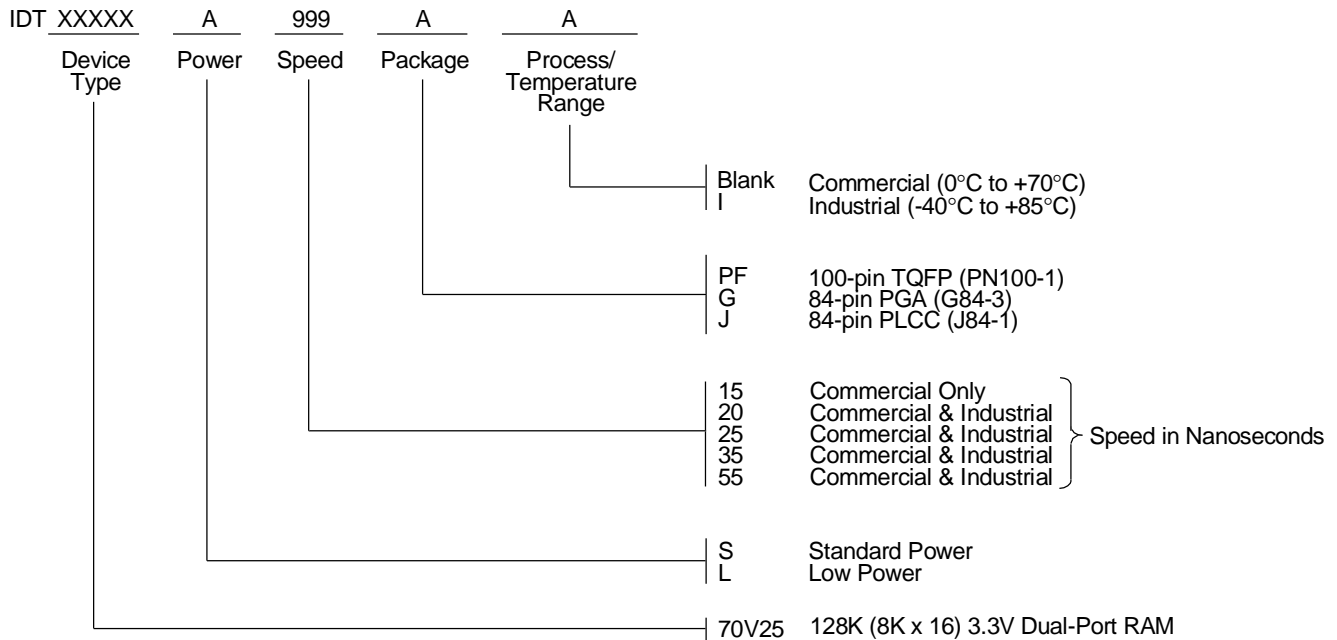 IDT XXXXX A 999 A A
Device Type Power Speed Package Process/ Temperature Range
Blank Commercial (0°C to +70°C)
I Industrial (-40°C to +85°C)
PF 100-pin TQFP (PN100-1)
G 84-pin PGA (G84-3)
J 84-pin PLCC (J84-1)
15 Commercial Only
20 Commercial & Industrial
25 Commercial & Industrial
35 Commercial & Industrial
55 Commercial & Industrial
Speed in Nanoseconds
S Standard Power
L Low Power
70V25 128K (8K x 16) 3.3V Dual-Port RAM